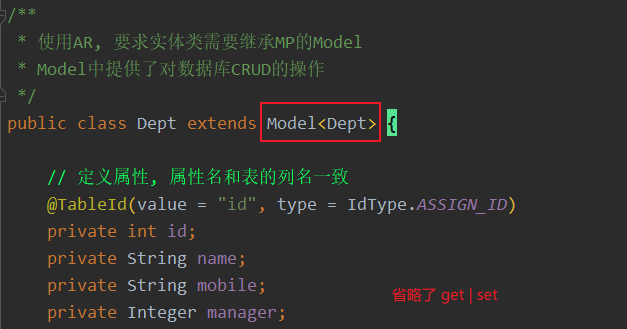 /**
 * 使用AR, 要求实体类需要继承MP的Model
 * Model中提供了对数据库CRUD的操作
 */
public class Dept extends Model<Dept> {
// 定义属性, 属性名和表的列名一致
@TableId(value = "id", type = IdType.ASSIGN_ID)
private int id;
private String name;
private String mobile;
省略了 get | set
private Integer manager;